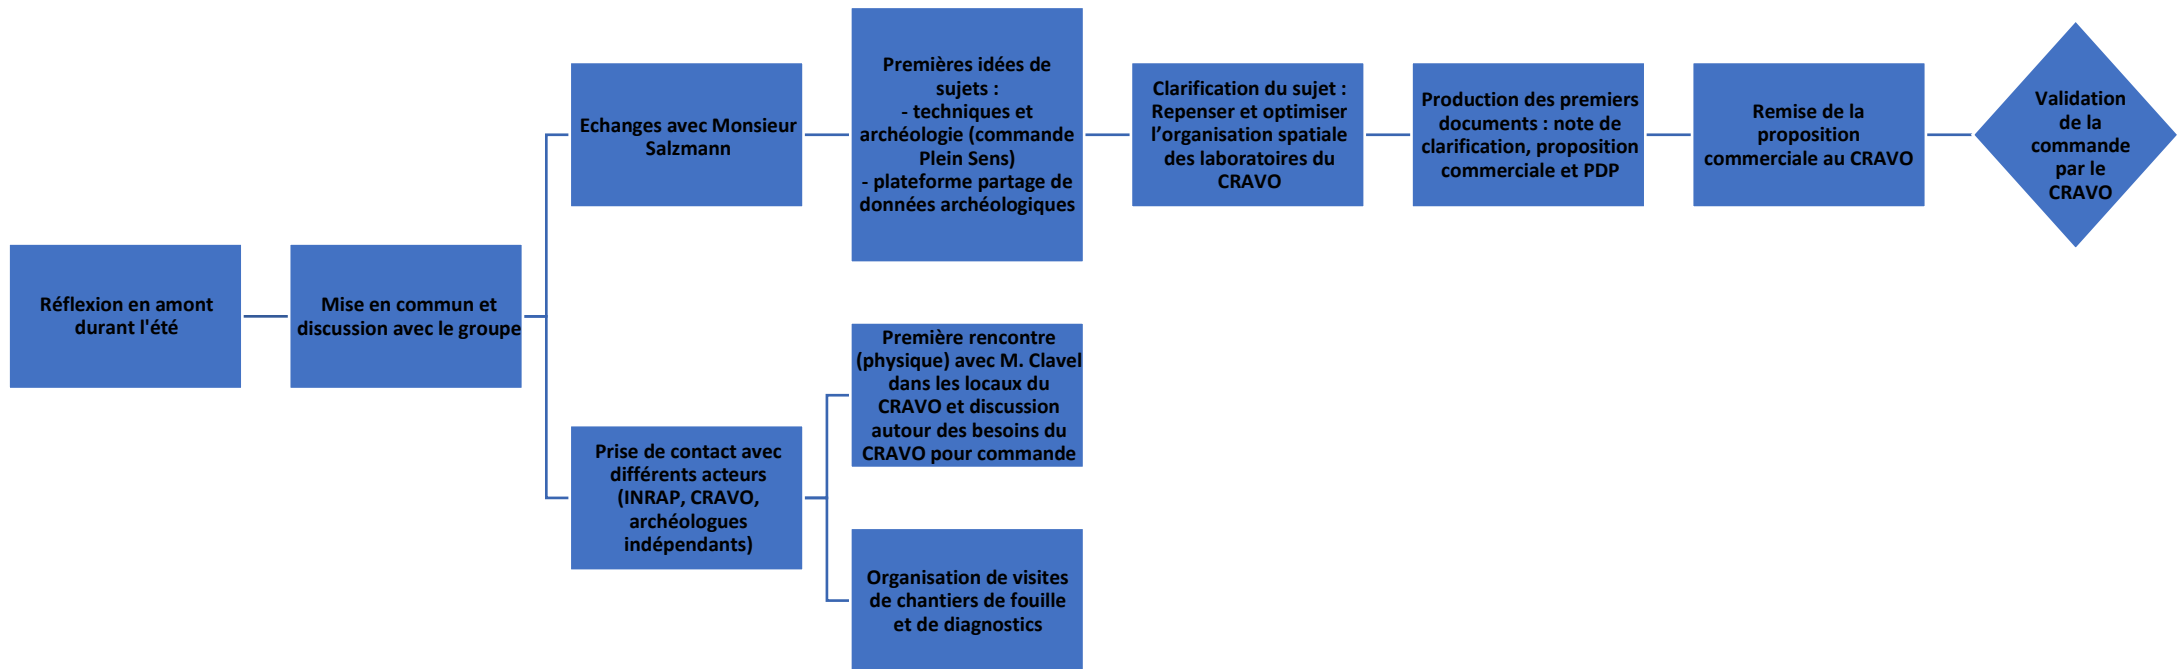 Réflexion en amont
durant l'été
Mise en commun et
discussion avec le groupe
Echanges avec Monsieur
Salzmann
Premières idées de
sujets :
- techniques et
archéologie (commande
Plein Sens)
- plateforme partage de
données archéologiques
Clarification du sujet :
Repenser et optimiser
l’organisation spatiale
des laboratoires du
CRAVO
Production des premiers
documents : note de
clarification, proposition
commerciale et PDP
Remise de la
proposition
commerciale au CRAVO
Validation
de la
commande
par le
CRAVO
Prise de contact avec
différents acteurs
(INRAP, CRAVO,
archéologues
indépendants)
Première rencontre
(physique) avec M. Clavel
dans les locaux du
CRAVO et discussion
autour des besoins du
CRAVO pour commande
Organisation de visites
de chantiers de fouille
et de diagnostics